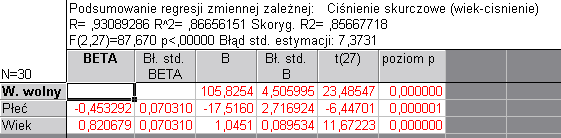 Podsumowanie regresji zmiennej zależnej: Ciśnienie skurczowe (wiek-cisnienie)
R= ,93089286 R^2= ,86656151 Skoryg. R2= ,85667718
F(2,27)=87,670 p<,00000 Błąd std. estymacji: 7,3731
BETA Bł. std. B Bł. std. t(27) poziom p
N=30 BETA B
W. wolny 105,8254 4,505995 23,48547 0,000000
Płeć -0,453292 0,070310 -17,5160 2,716924 -6,44701 0,000001
Wiek 0,820679 0,070310 1,0451 0,089534 11,67223 0,000000